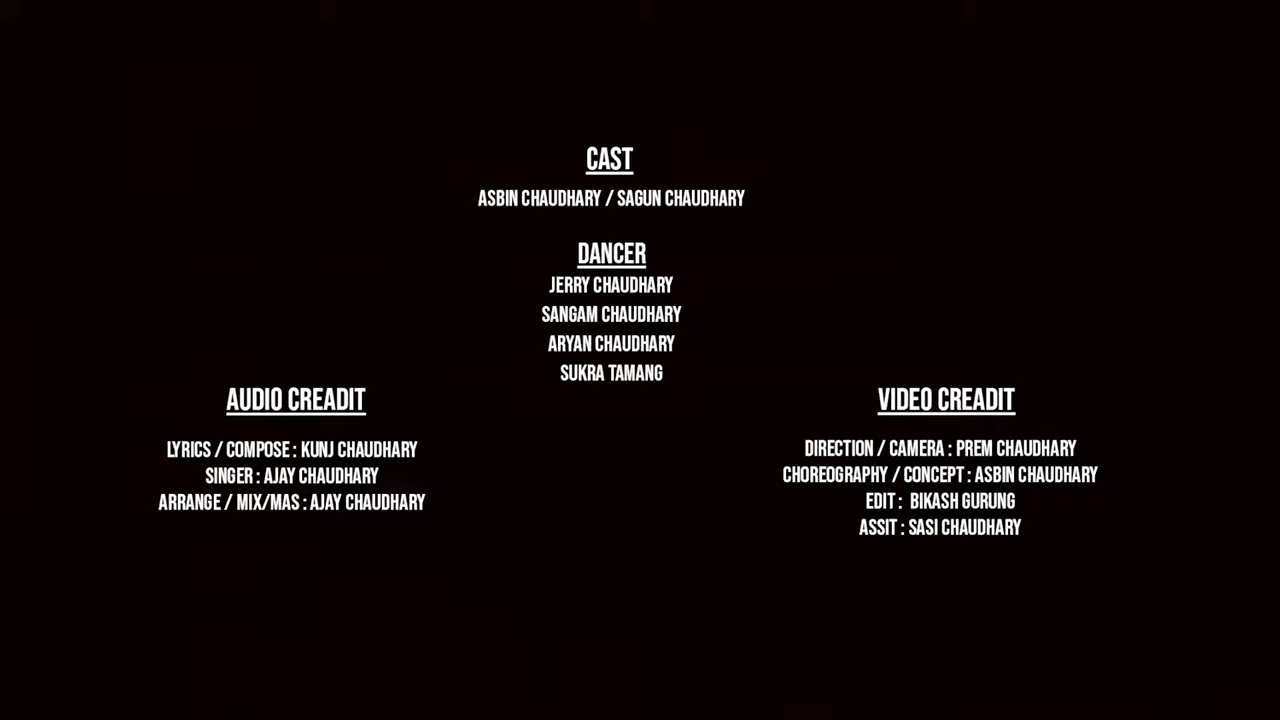 CAST
ASBIN CHAUDHARY / SAGUN CHAUDHARY
DANCER
JERRY CHAUDHARY
SANGAM CHAUDHARY
ARYAN CHAUDHARY
SUKRA TAMANG
AUDIO CREADIT
LYRICS / COMPOSE : KUNJ CHAUDHARY
SINGER : AJAY CHAUDHARY
ARRANGE / MIX/MAS : AJAY CHAUDHARY
VIDEO CREADIT
DIRECTION / CAMERA : PREM CHAUDHARY
CHOREOGRAPHY / CONCEPT : ASBIN CHAUDHARY
EDIT : BIKASH GURUNG
ASSIT : SASI CHAUDHARY